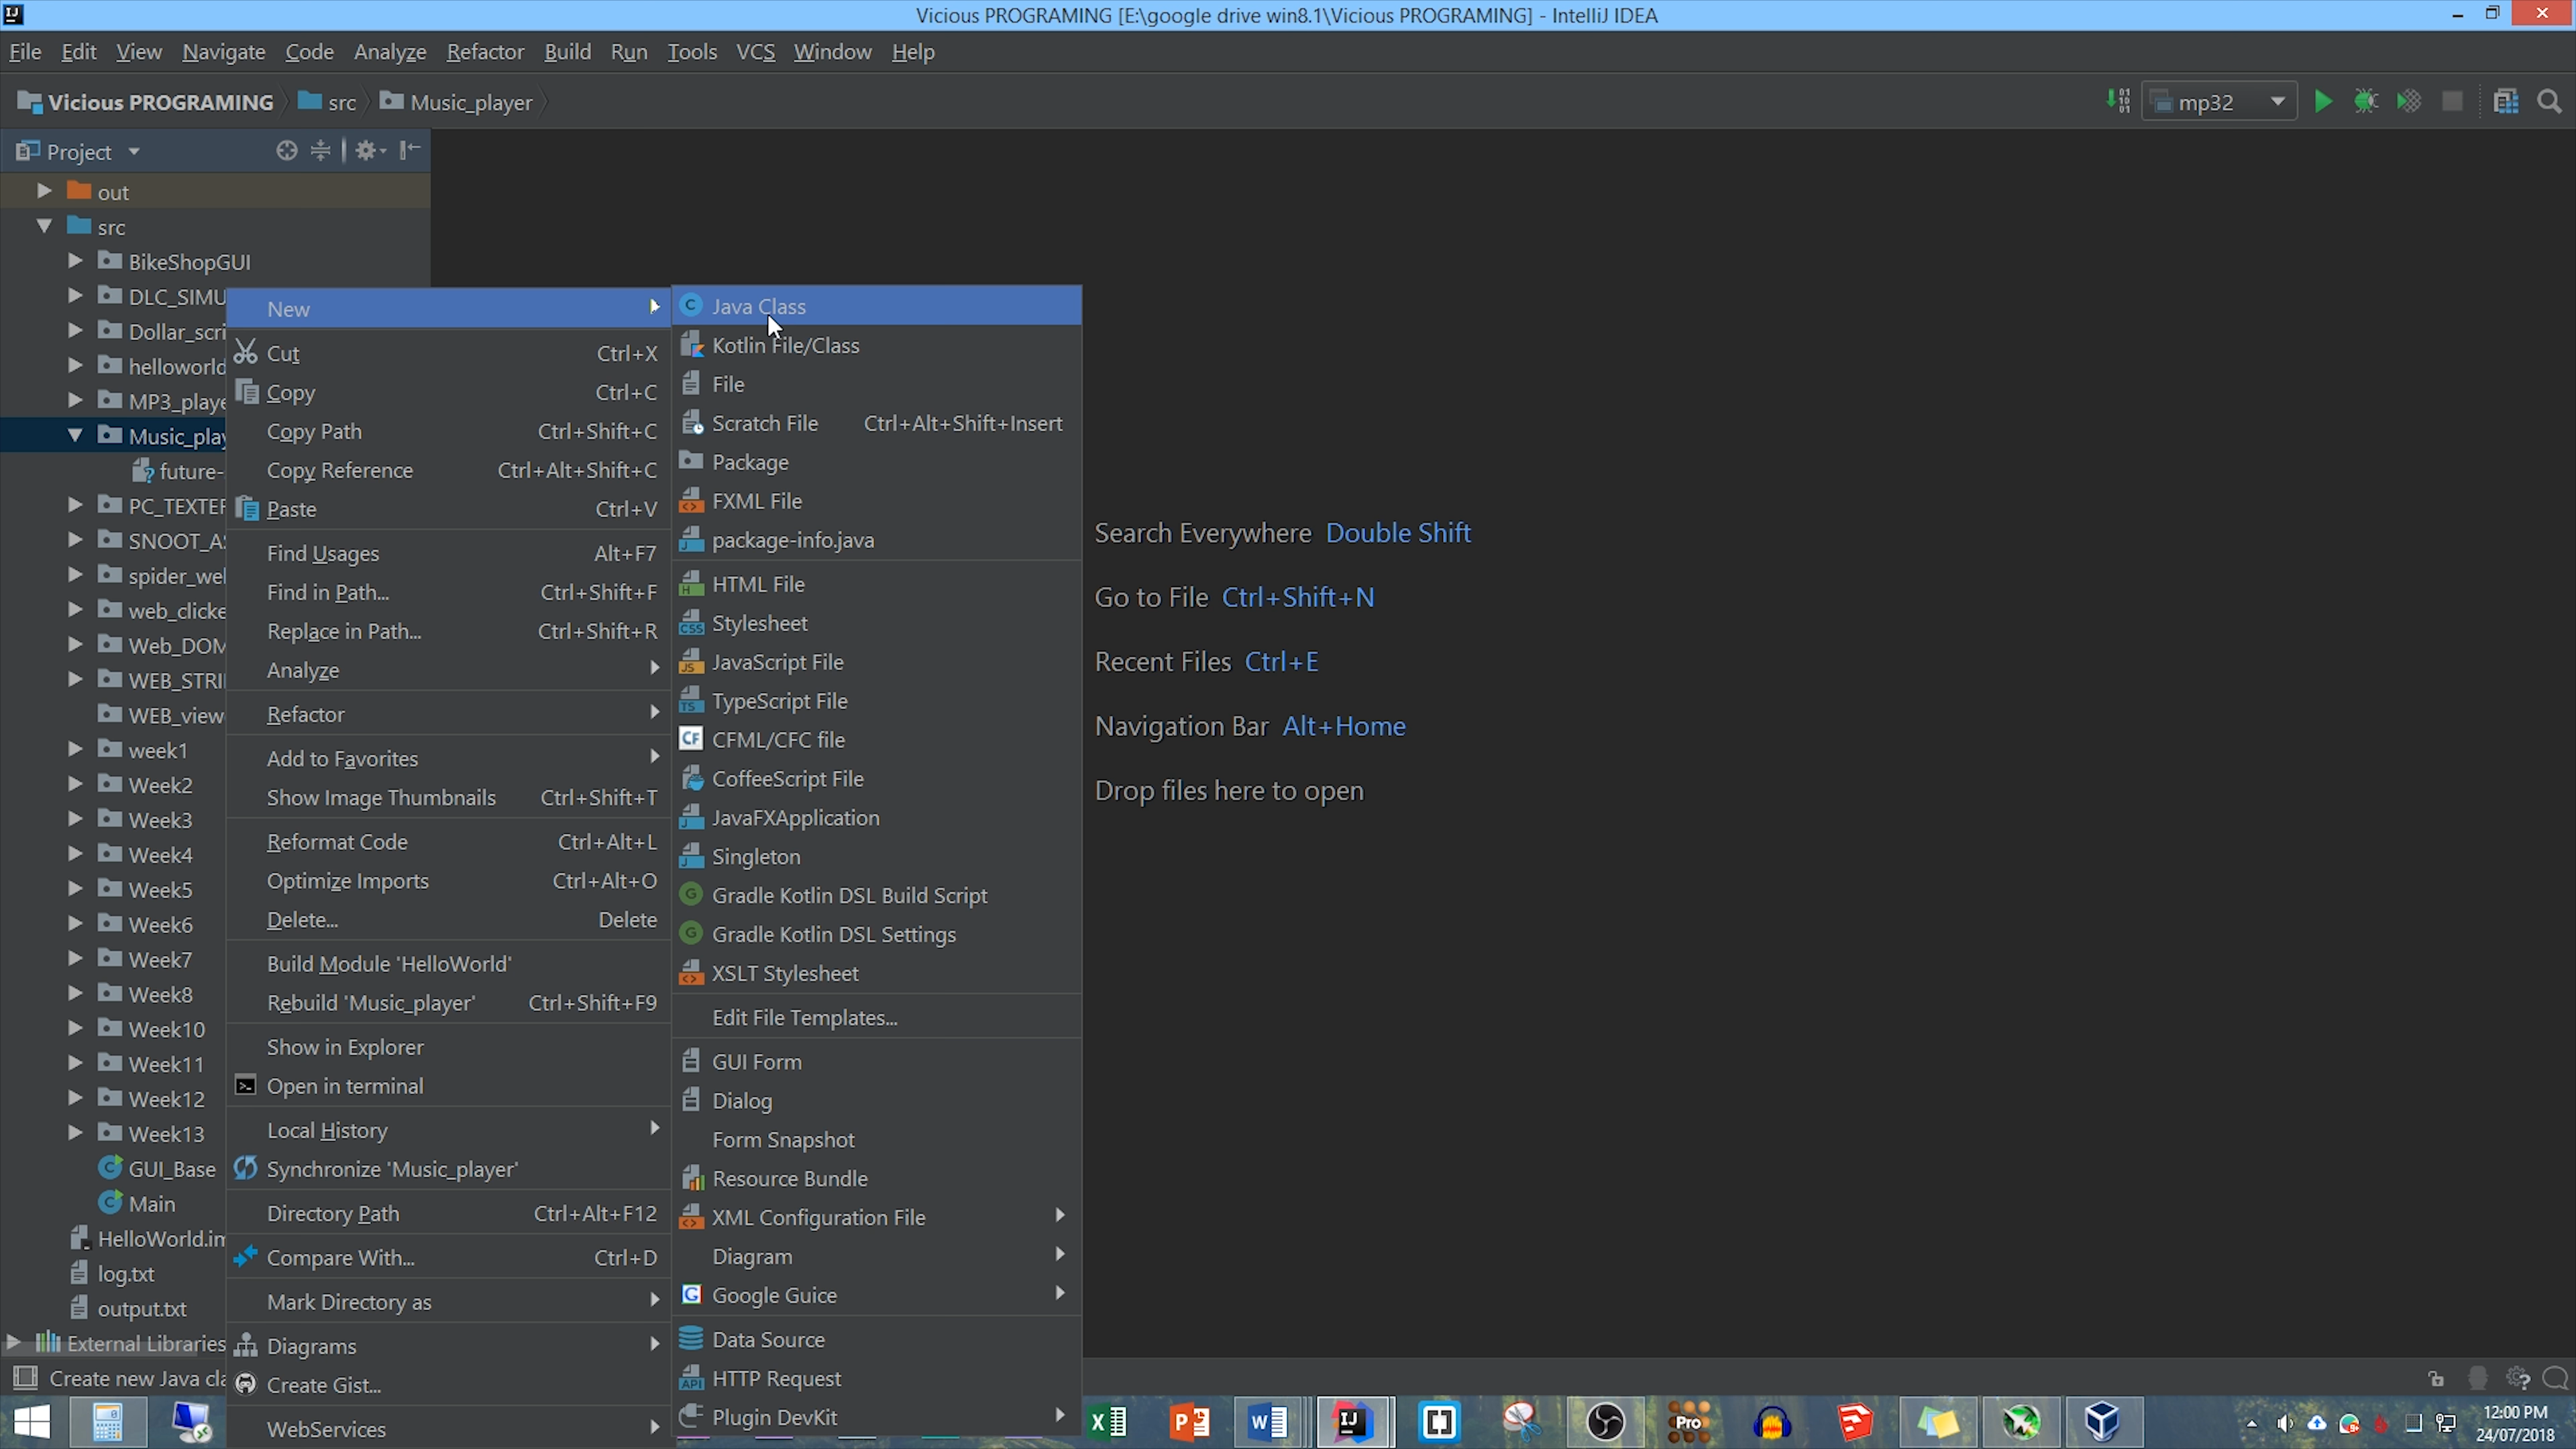 Vicious PROGRAMING [E:\google drive win8.1\Vicious PROGRAMING] - IntelliJ IDEA
File Edit View Navigate Code Analyze Refactor Build Run Tools VCS Window Help
Vicious PROGRAMING src Music_player mp32
Project
out
src
BikeShopGUI
DLC_SIMU
Dollar_scri
helloworld
MP3_playe
Music_play
future-
PC_TEXTER
SNOOT_A
spider_we
web_clicke
Web_DOM
WEB_STRI
WEB_view
week1
Week2
Week3
Week4
Week5
Week6
Week7
Week8
Week10
Week11
Week12
Week13
GUI_Base
Main
HelloWorld.im
log.txt
output.txt
External Libraries
Create new Java cla
New
Cut Ctrl+X
Copy Ctrl+C
Copy Path Ctrl+Shift+C
Copy Reference Ctrl+Alt+Shift+C
Paste Ctrl+V
Find Usages Alt+F7
Find in Path... Ctrl+Shift+F
Replace in Path... Ctrl+Shift+R
Analyze
Refactor
Add to Favorites
Show Image Thumbnails Ctrl+Shift+T
Reformat Code Ctrl+Alt+L
Optimize Imports Ctrl+Alt+O
Delete... Delete
Build Module 'HelloWorld'
Rebuild 'Music_player' Ctrl+Shift+F9
Show in Explorer
Open in terminal
Local History
Synchronize 'Music_player'
Directory Path Ctrl+Alt+F12
Compare With... Ctrl+D
Mark Directory as
Diagrams
Create Gist...
WebServices
Java Class
Kotlin File/Class
File
Scratch File Ctrl+Alt+Shift+Insert
Package
FXML File
package-info.java
HTML File
Stylesheet
JavaScript File
TypeScript File
CFML/CFC file
CoffeeScript File
JavaFXApplication
Singleton
Gradle Kotlin DSL Build Script
Gradle Kotlin DSL Settings
XSLT Stylesheet
Edit File Templates...
GUI Form
Dialog
Form Snapshot
Resource Bundle
XML Configuration File
Diagram
Google Guice
Data Source
HTTP Request
Plugin DevKit
Search Everywhere Double Shift
Go to File Ctrl+Shift+N
Recent Files Ctrl+E
Navigation Bar Alt+Home
Drop files here to open
Pro
12:00 PM
24/07/2018